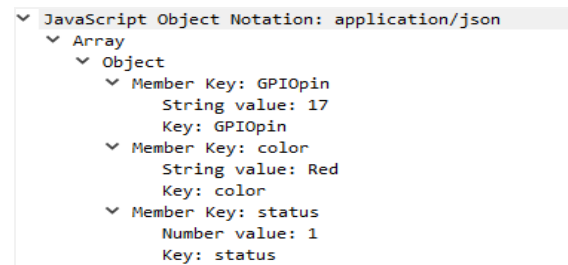 JavaScript Object Notation: application/json
Array
Object
Member Key: GPIOpin
String value: 17
Key: GPIOpin
Member Key: color
String value: Red
Key: color
Member Key: status
Number value: 1
Key: status